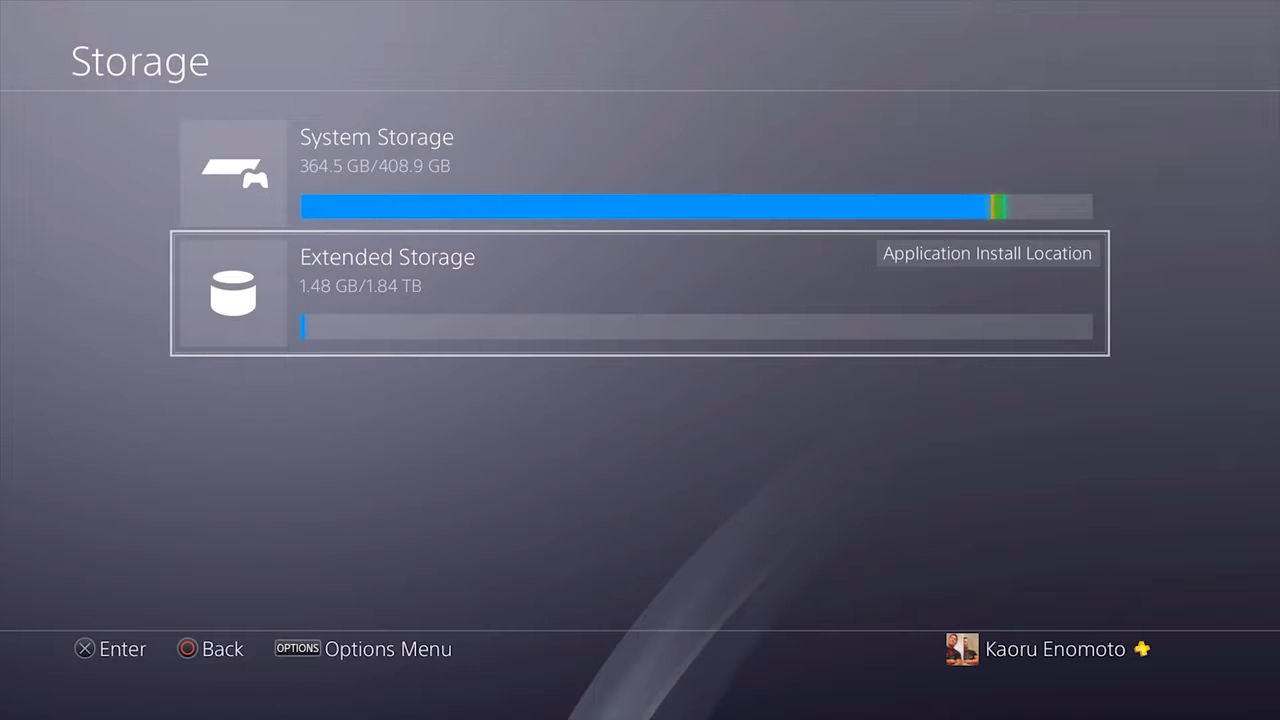 Storage
System Storage
364.5 GB/408.9 GB
Extended Storage
Application Install Location
1.48 GB/1.84 TB
Enter
Back
OPTIONS Options Menu
Kaoru Enomoto